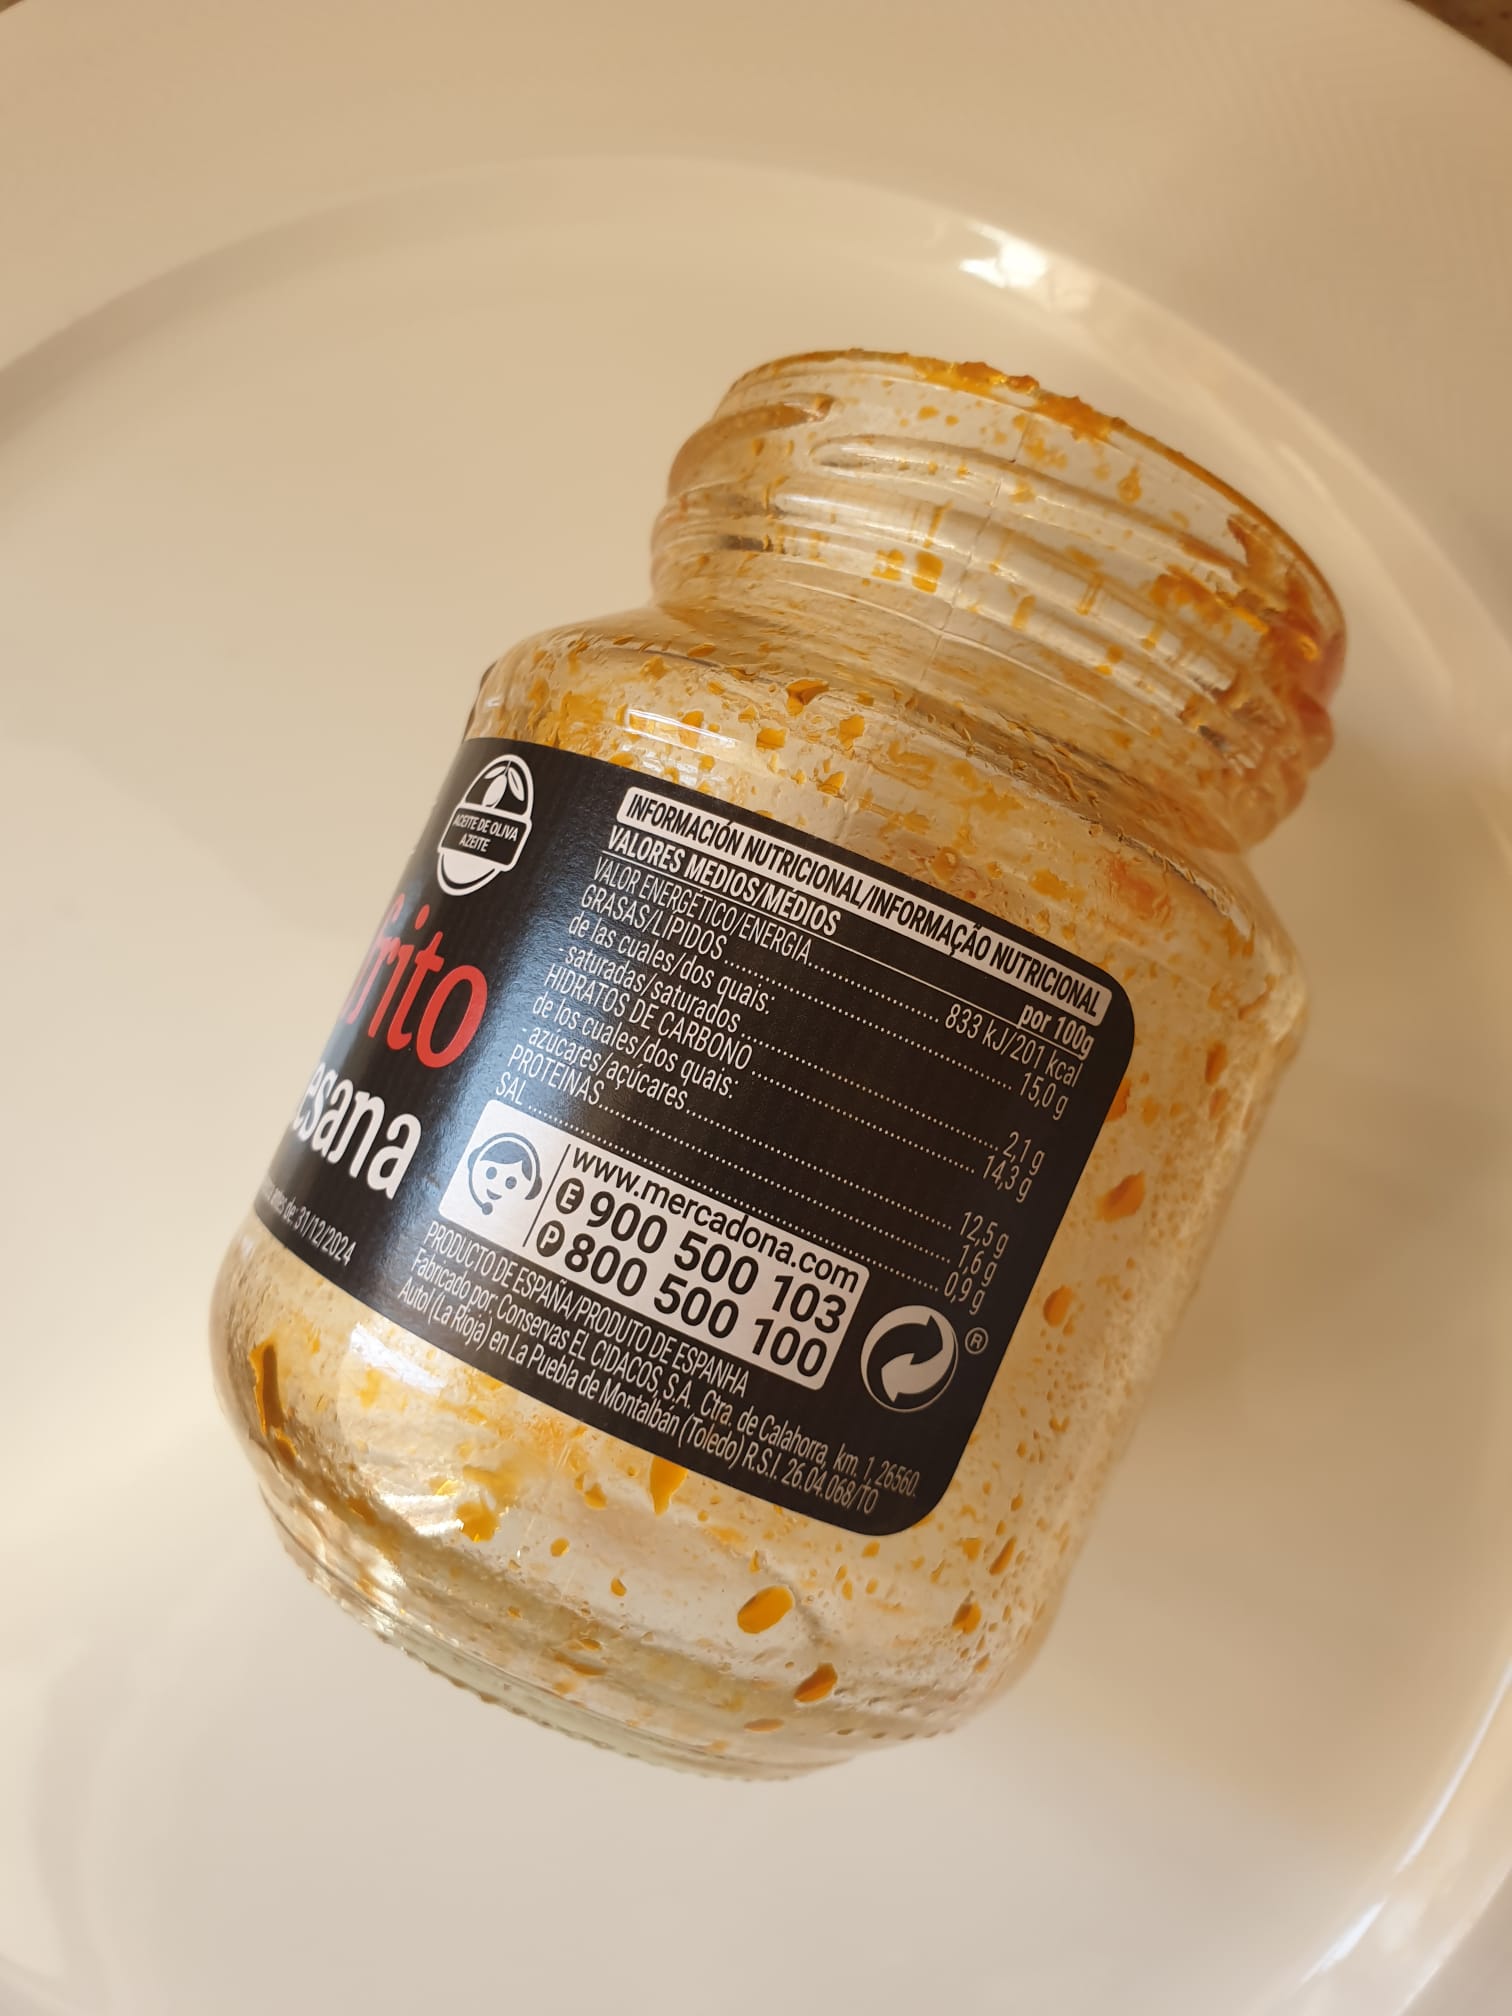 ACEITE DE OLIVA
AZEITE
frito
esana
de: 31/12/2024
INFORMACIÓN NUTRICIONAL/INFORMAÇÃO NUTRICIONAL
VALORES MEDIOS/MÉDIOS por 100g
VALOR ENERGÉTICO/ENERGIA 833 kJ/201 kcal
GRASAS/LÍPIDOS 15,0 g
de las cuales/dos quais:
- saturadas/saturados 2,1 g
HIDRATOS DE CARBONO 14,3 g
de los cuales/dos quais:
- azúcares/açúcares 12,5 g
PROTEÍNAS 1,6 g
SAL 0,9 g
www.mercadona.com
E 900 500 103
P 800 500 100
®
PRODUCTO DE ESPAÑA/PRODUTO DE ESPANHA
Fabricado por: Conservas EL CIDACOS, S.A. Ctra. de Calahorra, km. 1, 26560.
Autol (La Rioja) en La Puebla de Montalbán (Toledo) R.S.I. 26.04.068/TO